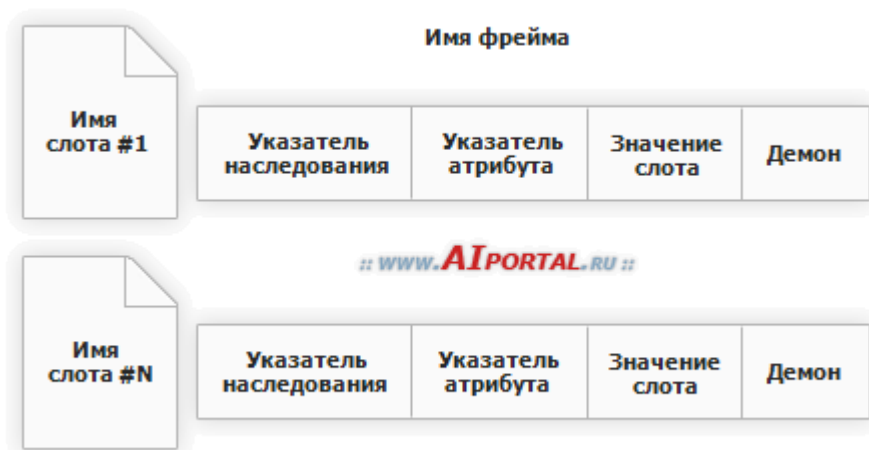 Имя фрейма
Имя
слота #1
Указатель
наследования
Указатель
атрибута
Значение
слота
Демон
:: www.AIPORTAL.RU ::
Имя
слота #N
Указатель
наследования
Указатель
атрибута
Значение
слота
Демон